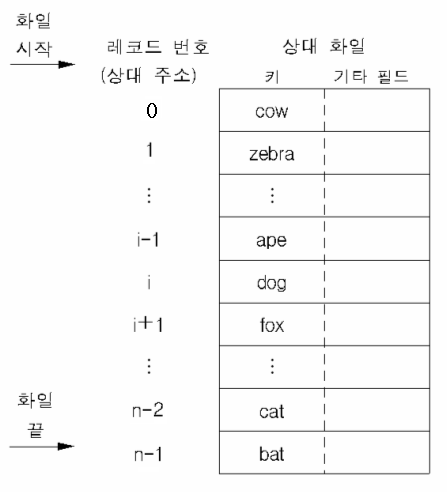 화일
시작
레코드 번호
(상대 주소)
상대 화일
키 기타 필드
0 cow
1 zebra
⋮ ⋮
i-1 ape
i dog
i+1 fox
⋮ ⋮
화일
끝
n-2 cat
n-1 bat